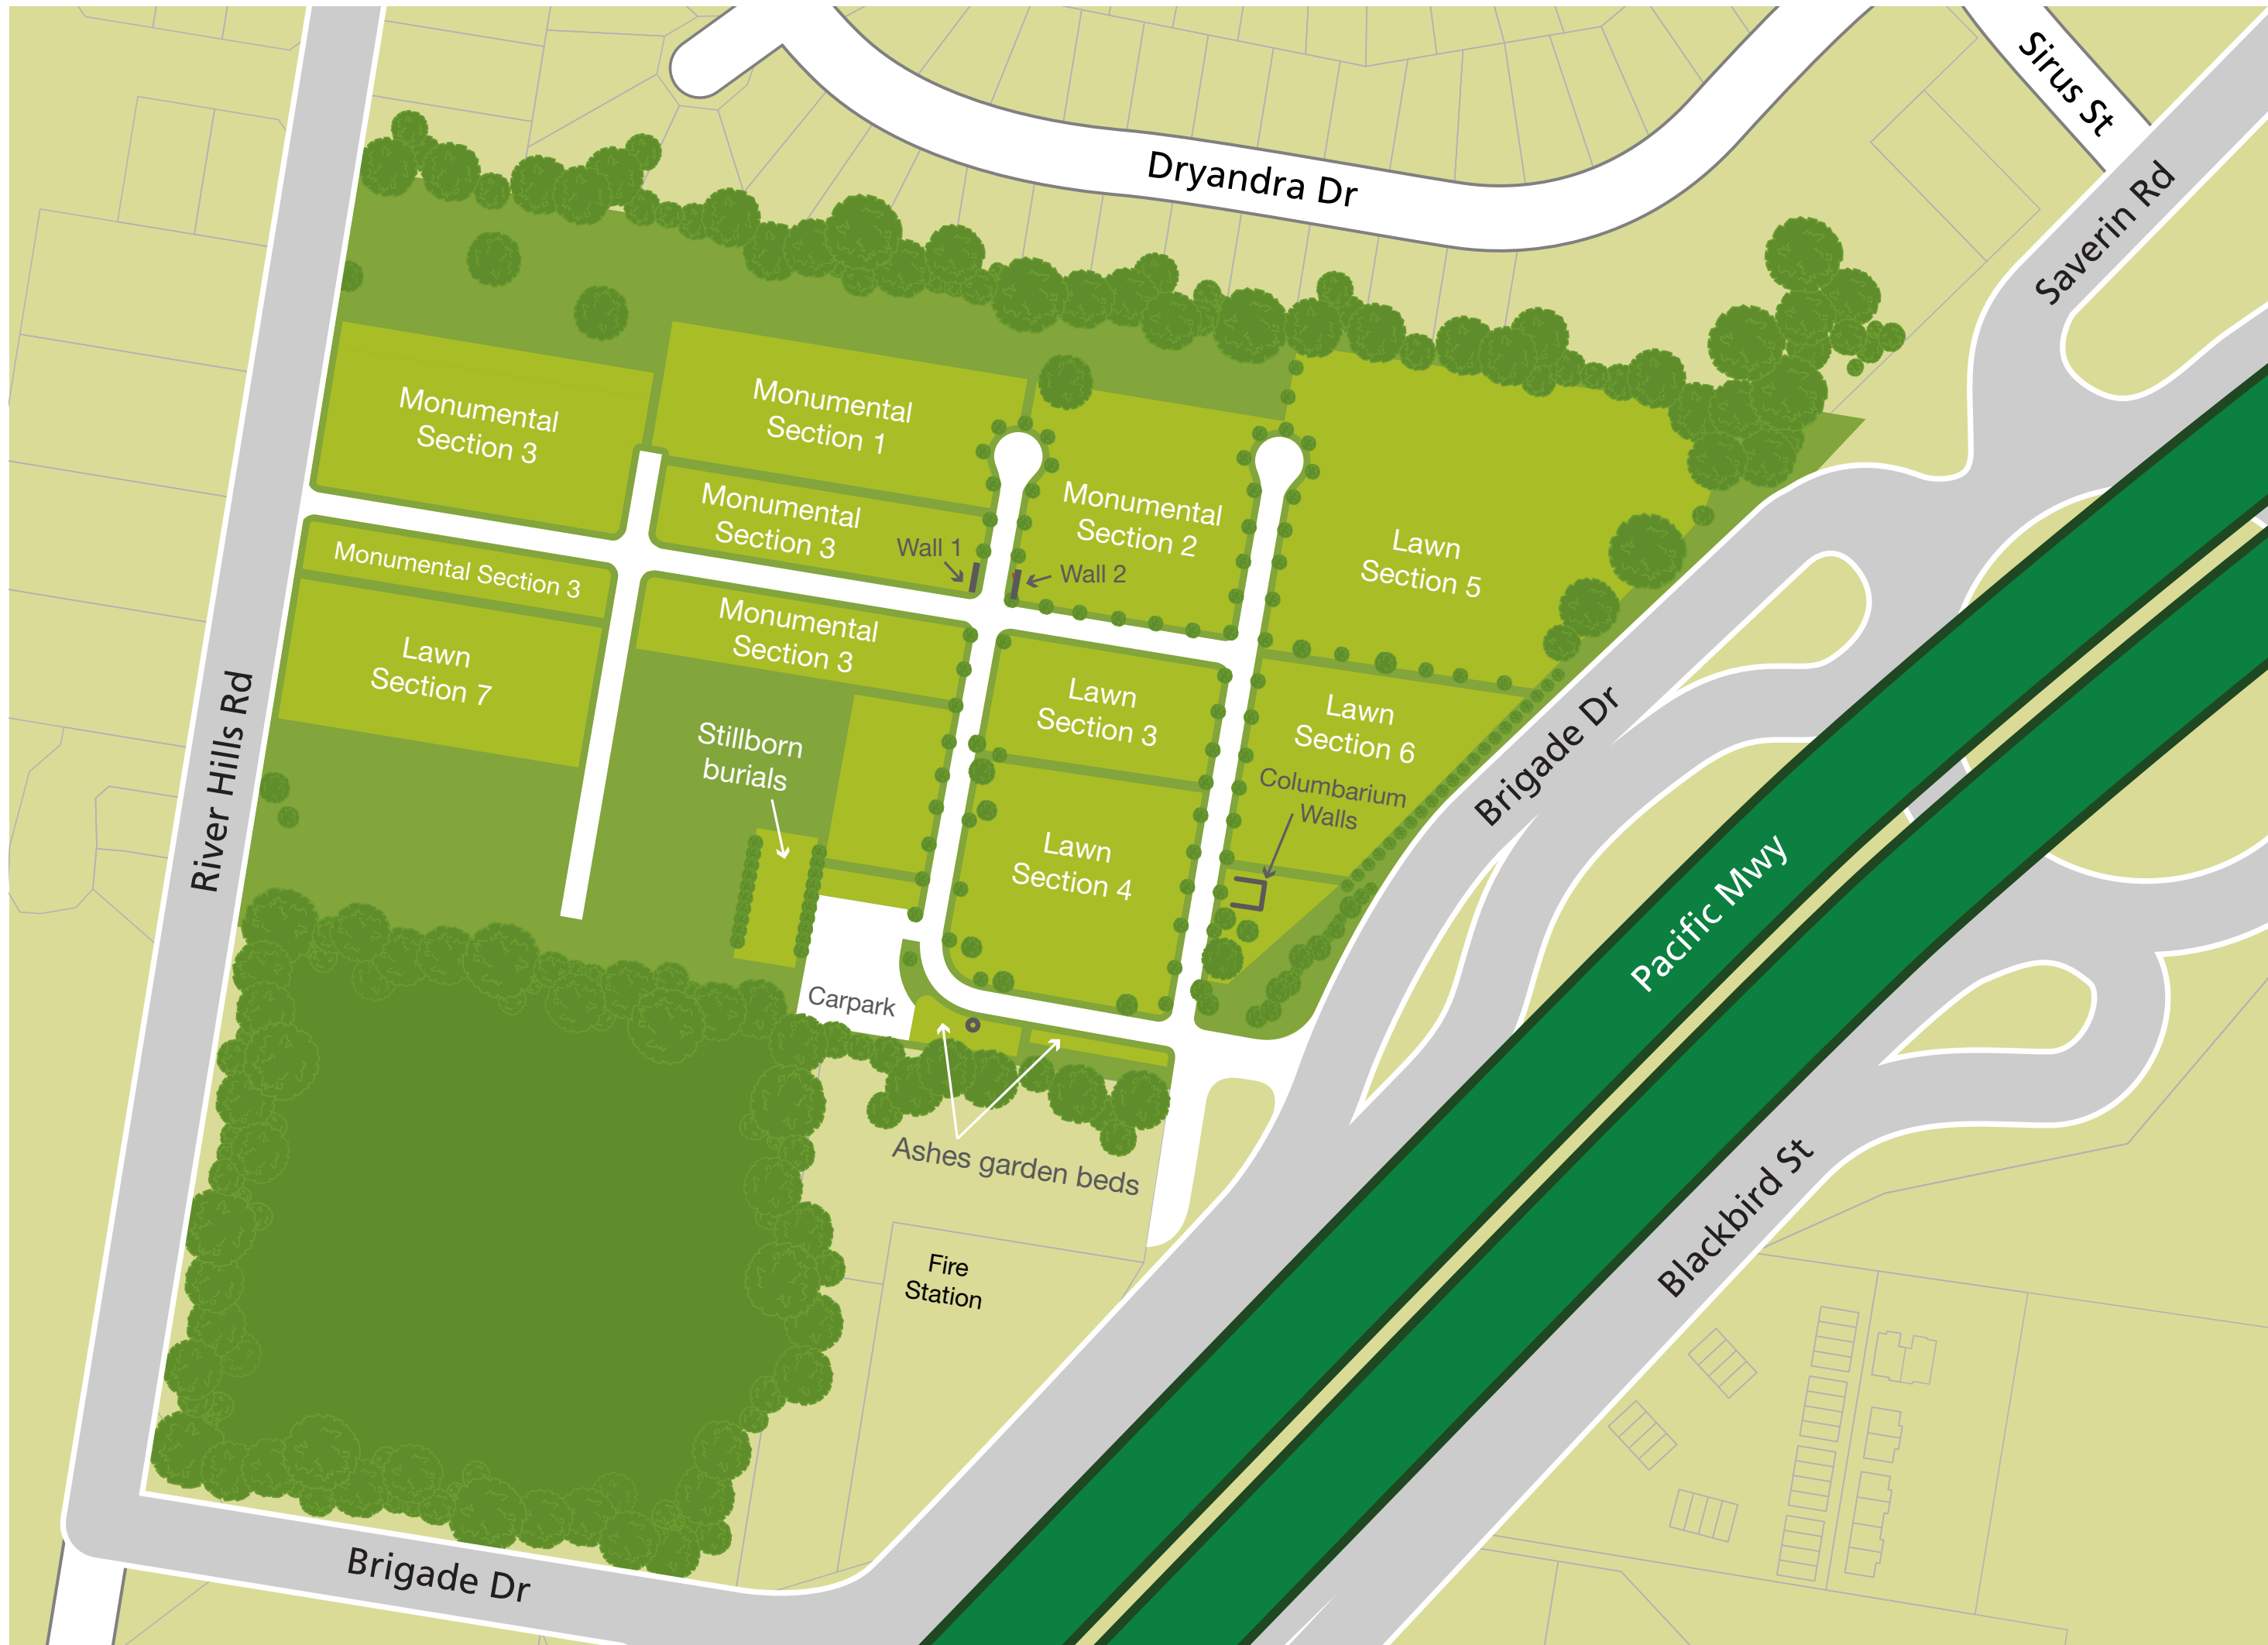 Sirus St
Dryandra Dr
Saverin Rd
Monumental
Section 3
Monumental
Section 1
Monumental
Section 3
Monumental
Section 2
Wall 1
Wall 2
Lawn
Section 5
Monumental Section 3
Monumental
Section 3
Lawn
Section 7
Lawn
Section 3
Lawn
Section 6
River Hills Rd
Stillborn
burials
Columbarium
Walls
Brigade Dr
Lawn
Section 4
Pacific Mwy
Carpark
Ashes garden beds
Blackbird St
Fire
Station
Brigade Dr